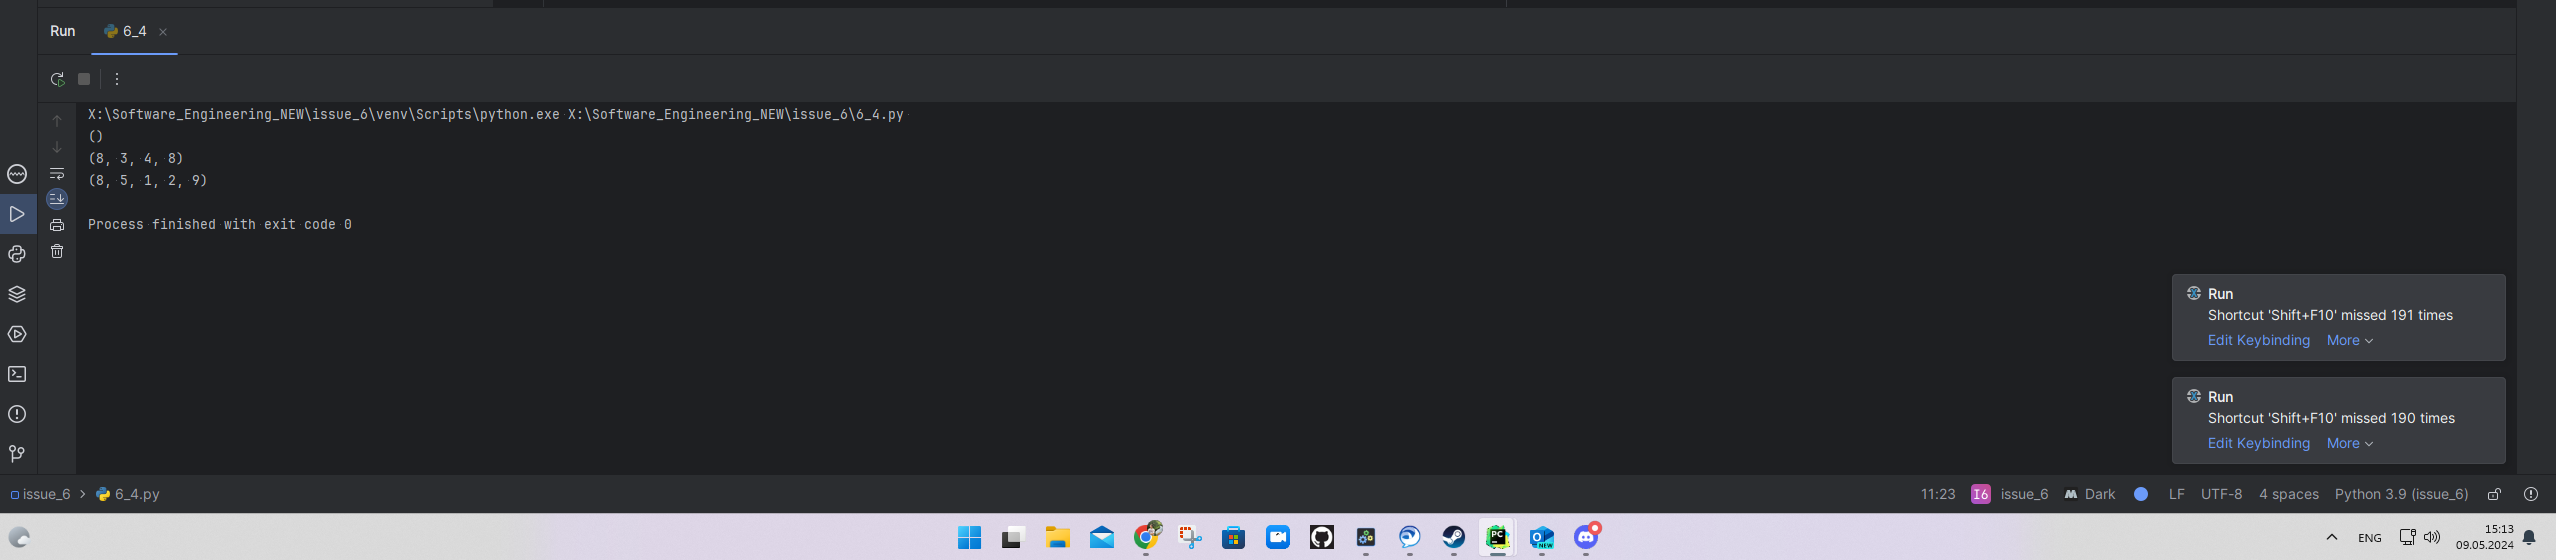 Run 6_4
X:\Software_Engineering_NEW\issue_6\venv\Scripts\python.exe X:\Software_Engineering_NEW\issue_6\6_4.py
()
(8, 3, 4, 8)
(8, 5, 1, 2, 9)
Process finished with exit code 0
Run
Shortcut 'Shift+F10' missed 191 times
Edit Keybinding More
Run
Shortcut 'Shift+F10' missed 190 times
Edit Keybinding More
issue_6 > 6_4.py 11:23 I6 issue_6 M Dark LF UTF-8 4 spaces Python 3.9 (issue_6)
PC O NEW ENG 15:13
09.05.2024